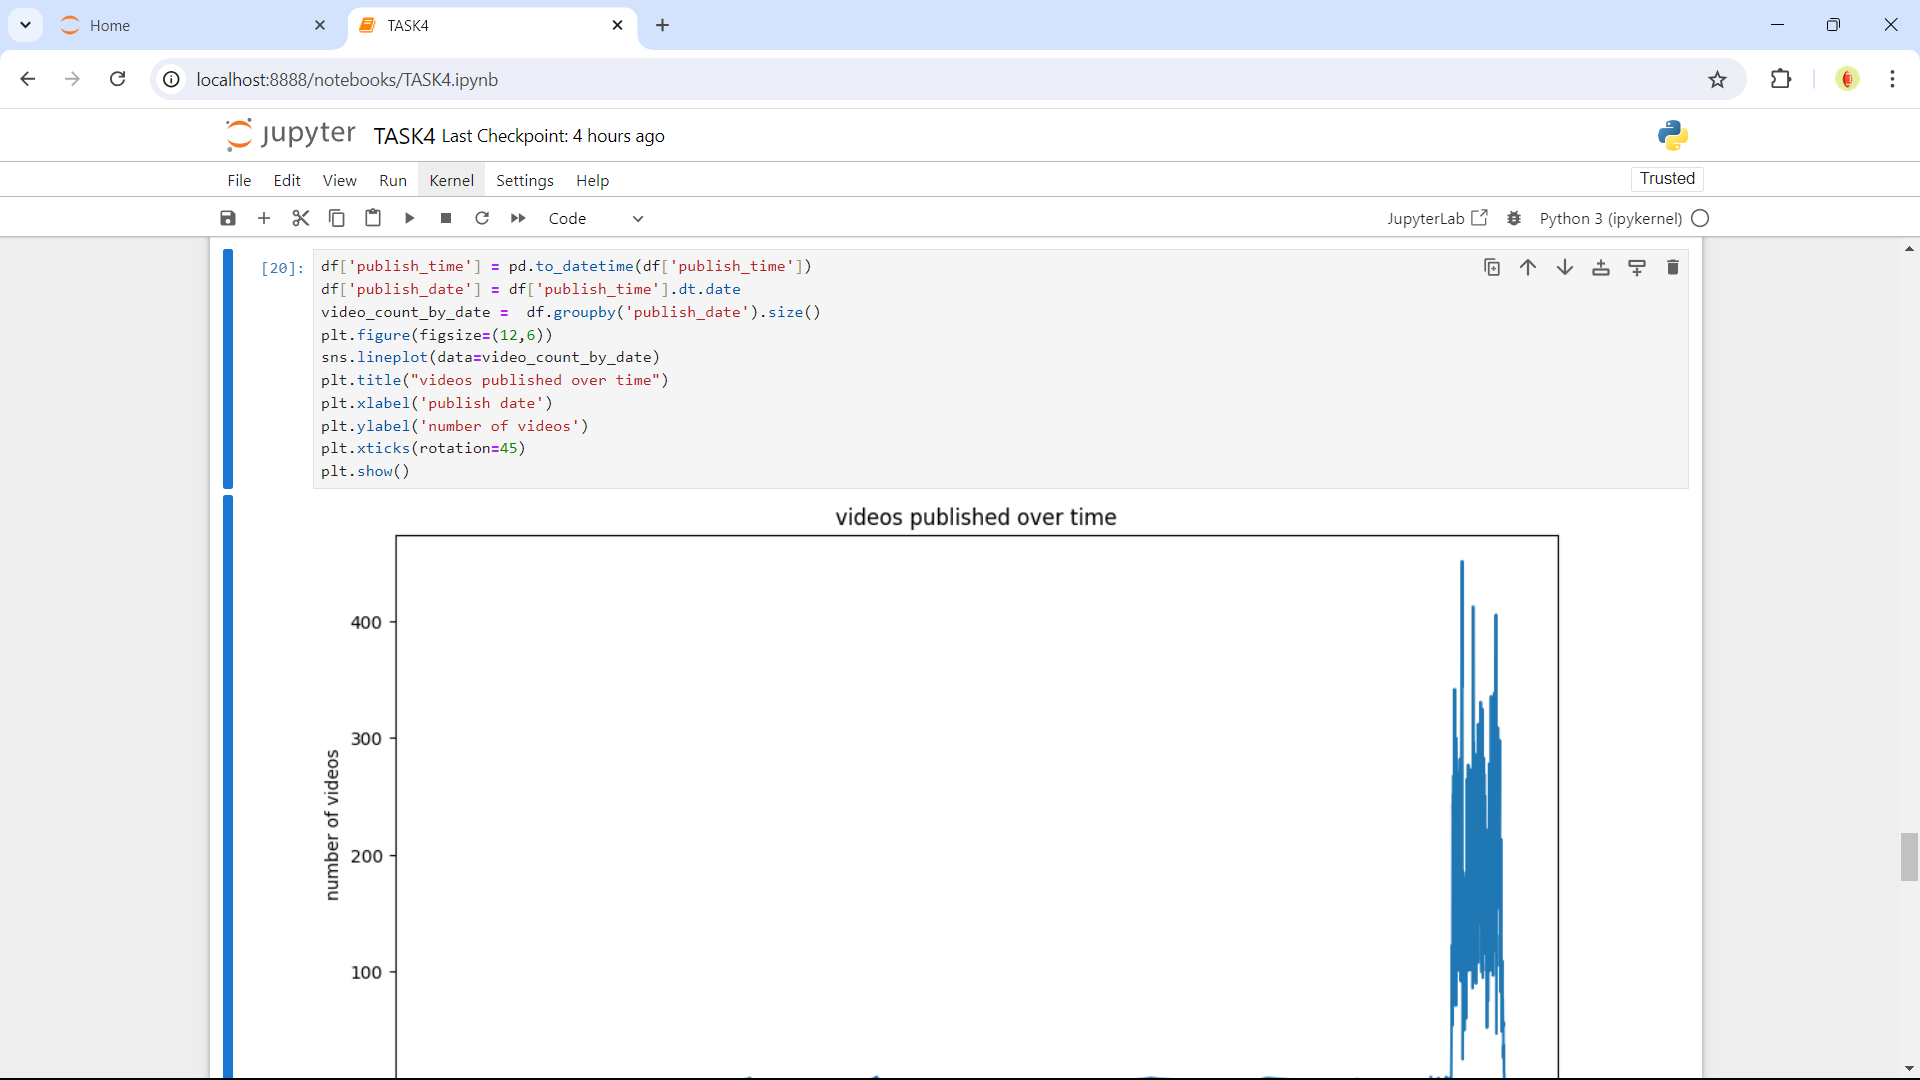 Home
TASK4
localhost:8888/notebooks/TASK4.ipynb
jupyter TASK4 Last Checkpoint: 4 hours ago
File Edit View Run Kernel Settings Help
Trusted
Code
JupyterLab
Python 3 (ipykernel)
[20]:
df['publish_time'] = pd.to_datetime(df['publish_time'])
df['publish_date'] = df['publish_time'].dt.date
video_count_by_date =  df.groupby('publish_date').size()
plt.figure(figsize=(12,6))
sns.lineplot(data=video_count_by_date)
plt.title("videos published over time")
plt.xlabel('publish date')
plt.ylabel('number of videos')
plt.xticks(rotation=45)
plt.show()
videos published over time
400
300
200
100
number of videos